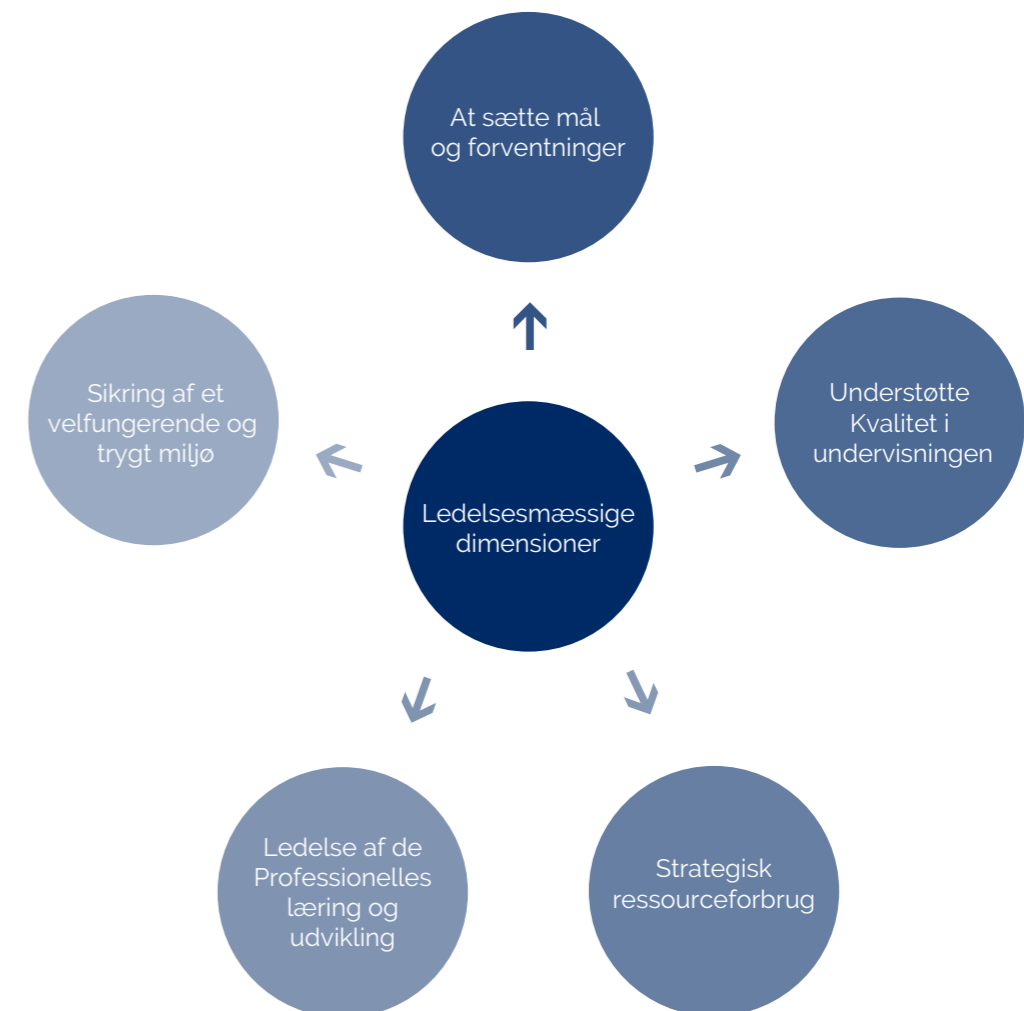 At sætte mål
og forventninger
Sikring af et
velfungerende og
trygt miljø
Understøtte
Kvalitet i
undervisningen
Ledelsesmæssige
dimensioner
Ledelse af de
Professionelles
læring og
udvikling
Strategisk
ressourceforbrug